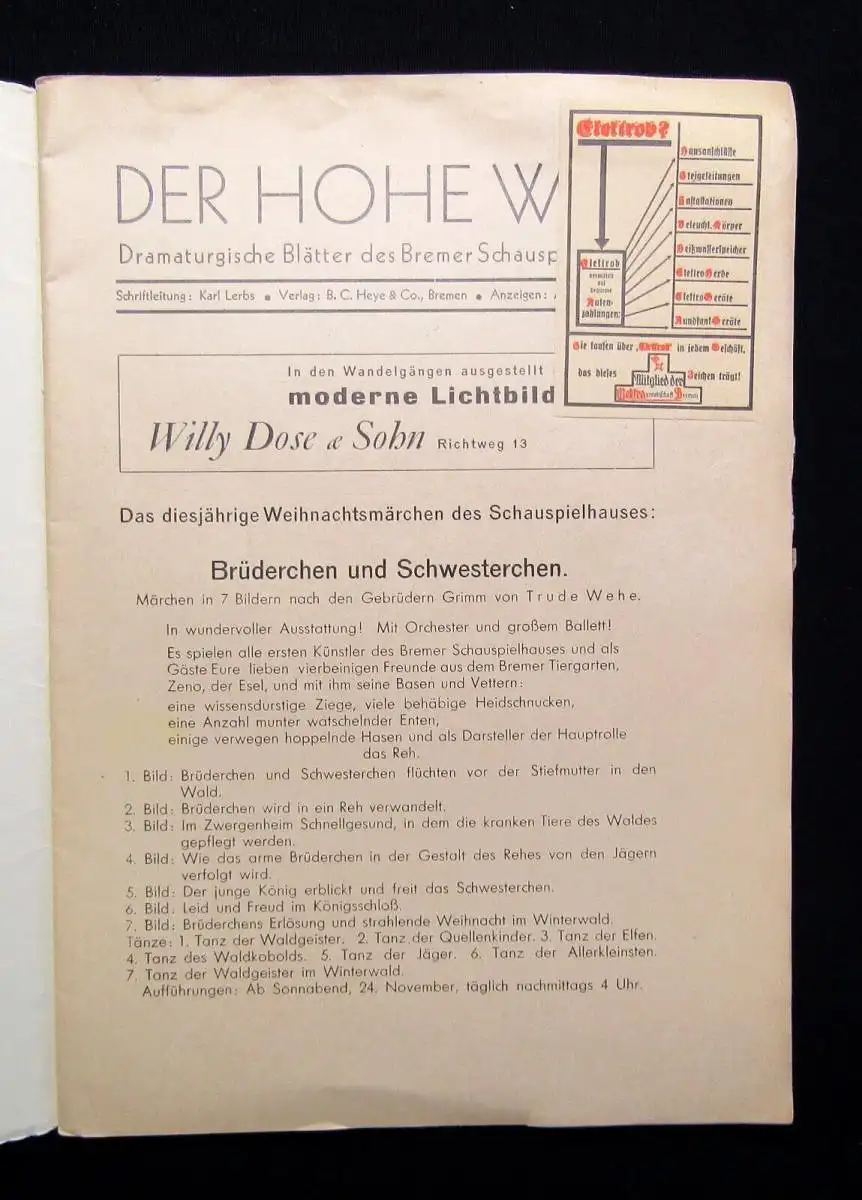 DER HOHE W
Dramaturgische Blätter des Bremer Schausp
Schriftleitung: Karl Lerbs • Verlag: B. C. Heye & Co., Bremen • Anzeigen:
Elektrod?
Hausanschlüsse
Steigeleitungen
Installationen
Beleucht.-Körper
Heißwasserspeicher
Elektro-Herde
Elektro-Geräte
Rundfunk-Geräte
Elektrod
vermittelt
auf
bequeme
Raten-
zahlungen:
Sie kaufen über „Elektrod“ in jedem Geschäft,
das dieses
Mitglied der
Zeichen trägt!
Bremen
In den Wandelgängen ausgestellt
moderne Lichtbild
Willy Dose & Sohn Richtweg 13
Das diesjährige Weihnachtsmärchen des Schauspielhauses:
Brüderchen und Schwesterchen.
Märchen in 7 Bildern nach den Gebrüdern Grimm von Trude Wehe.
In wundervoller Ausstattung! Mit Orchester und großem Ballett!
Es spielen alle ersten Künstler des Bremer Schauspielhauses und als
Gäste Eure lieben vierbeinigen Freunde aus dem Bremer Tiergarten,
Zeno, der Esel, und mit ihm seine Basen und Vettern:
eine wissensdurstige Ziege, viele behäbige Heidschnucken,
eine Anzahl munter watschelnder Enten,
einige verwegen hoppelnde Hasen und als Darsteller der Hauptrolle
das Reh.
1. Bild: Brüderchen und Schwesterchen flüchten vor der Stiefmutter in den
Wald.
2. Bild: Brüderchen wird in ein Reh verwandelt.
3. Bild: Im Zwergenheim Schnellgesund, in dem die kranken Tiere des Waldes
gepflegt werden.
4. Bild: Wie das arme Brüderchen in der Gestalt des Rehes von den Jägern
verfolgt wird.
5. Bild: Der junge König erblickt und freit das Schwesterchen.
6. Bild. Leid und Freud im Königsschloß.
7. Bild: Brüderchens Erlösung und strahlende Weihnacht im Winterwald.
Tänze: 1. Tanz der Waldgeister. 2. Tanz der Quellenkinder. 3. Tanz der Elfen.
4. Tanz des Waldkobolds. 5. Tanz der Jäger. 6. Tanz der Allerkleinsten.
7. Tanz der Waldgeister im Winterwald.
Aufführungen: Ab Sonnabend, 24. November, täglich nachmittags 4 Uhr.